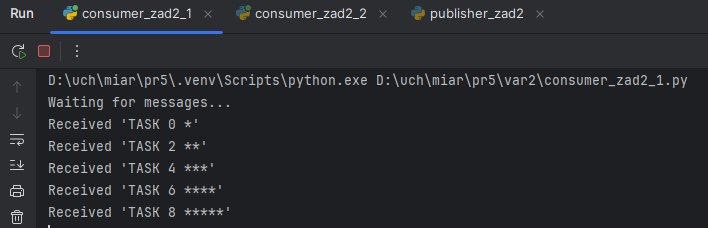 Run consumer_zad2_1 consumer_zad2_2 publisher_zad2
D:\uch\miar\pr5\.venv\Scripts\python.exe D:\uch\miar\pr5\var2\consumer_zad2_1.py
Waiting for messages...
Received 'TASK 0 *'
Received 'TASK 2 **'
Received 'TASK 4 ***'
Received 'TASK 6 ****'
Received 'TASK 8 *****'